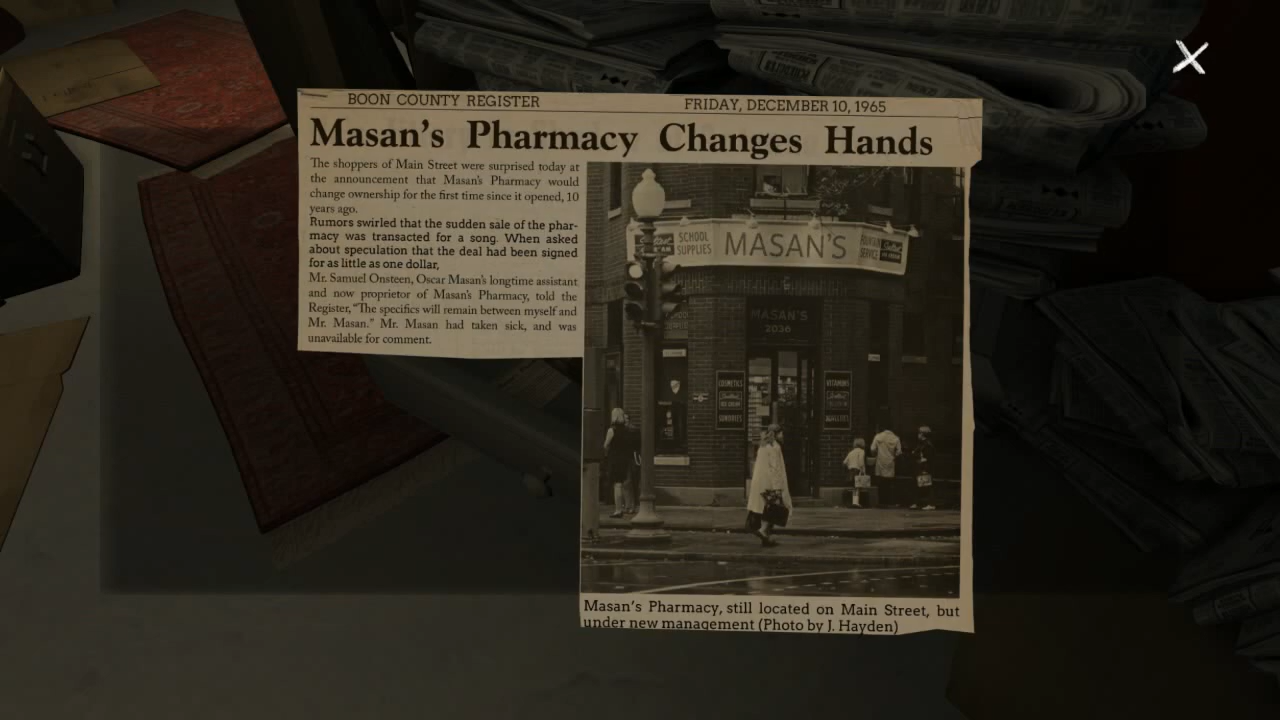 BOON COUNTY REGISTER
FRIDAY, DECEMBER 10, 1965
Masan's Pharmacy Changes Hands
The shoppers of Main Street were surprised today at
the announcement that Masan's Pharmacy would
change ownership for the first time since it opened, 10
years ago.
Rumors swirled that the sudden sale of the phar-
macy was transacted for a song. When asked
about speculation that the deal had been signed
for as little as one dollar,
Mr. Samuel Onsteen, Oscar Masan's longtime assistant
and now proprietor of Masan's Pharmacy, told the
Register, "The specifics will remain between myself and
Mr. Masan." Mr. Masan had taken sick, and was
unavailable for comment.
SCHOOL
SUPPLIES
MASAN'S
FOUNTAIN
SERVICE
MASAN'S
2036
COSMETICS
ICE CREAM
SUNDRIES
VITAMINS
Masan's Pharmacy, still located on Main Street, but
under new management (Photo by J. Hayden)